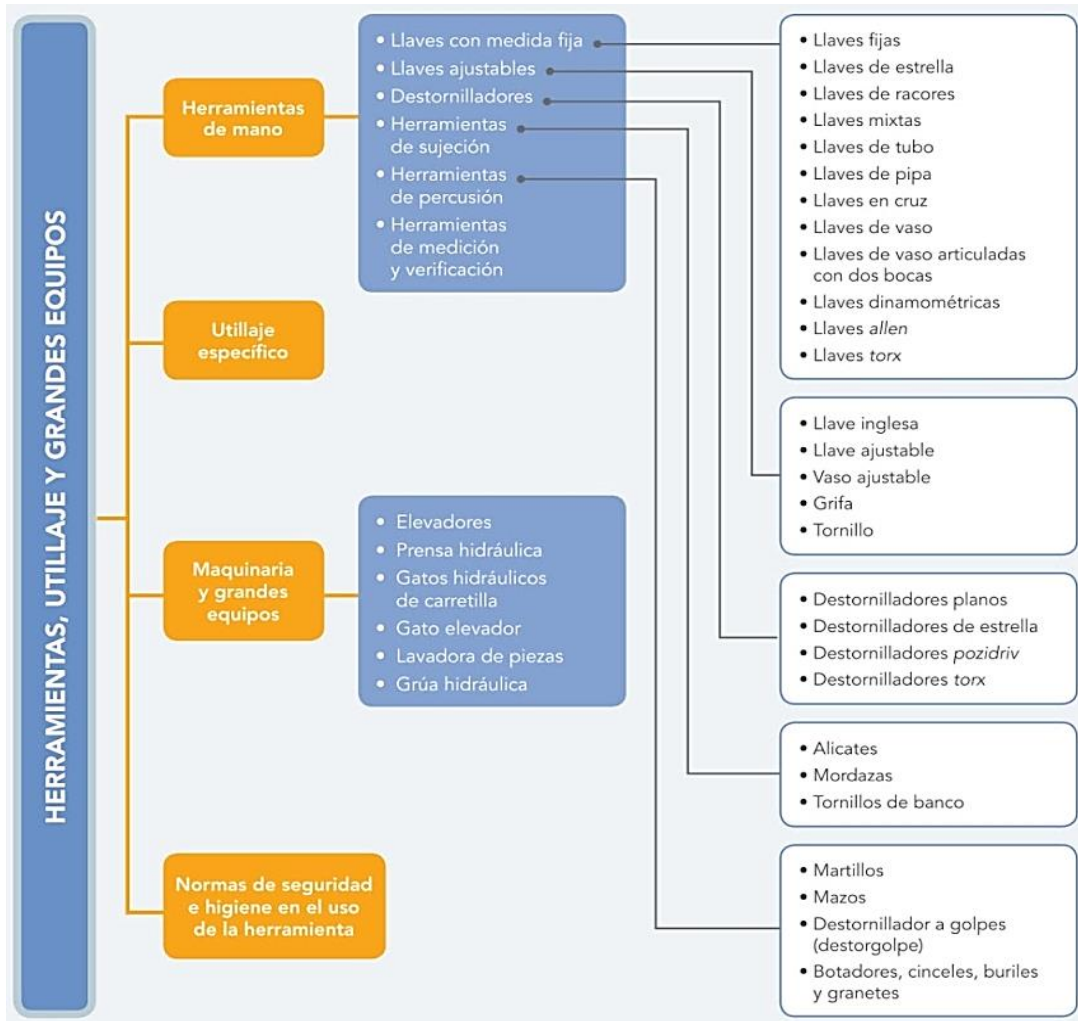 HERRAMIENTAS, UTILLAJE Y GRANDES EQUIPOS
Herramientas
de mano
• Llaves con medida fija
• Llaves ajustables
• Destornilladores
• Herramientas
de sujeción
• Herramientas
de percusión
• Herramientas
de medición
y verificación
• Llaves fijas
• Llaves de estrella
• Llaves de racores
• Llaves mixtas
• Llaves de tubo
• Llaves de pipa
• Llaves en cruz
• Llaves de vaso
• Llaves de vaso articuladas
con dos bocas
• Llaves dinamométricas
• Llaves allen
• Llaves torx
• Llave inglesa
• Llave ajustable
• Vaso ajustable
• Grifa
• Tornillo
• Destornilladores planos
• Destornilladores de estrella
• Destornilladores pozidriv
• Destornilladores torx
• Alicates
• Mordazas
• Tornillos de banco
• Martillos
• Mazos
• Destornillador a golpes
(destorgolpe)
• Botadores, cinceles, buriles
y granetes
Utillaje
específico
Maquinaria
y grandes
equipos
• Elevadores
• Prensa hidráulica
• Gatos hidráulicos
de carretilla
• Gato elevador
• Lavadora de piezas
• Grúa hidráulica
Normas de seguridad
e higiene en el uso
de la herramienta